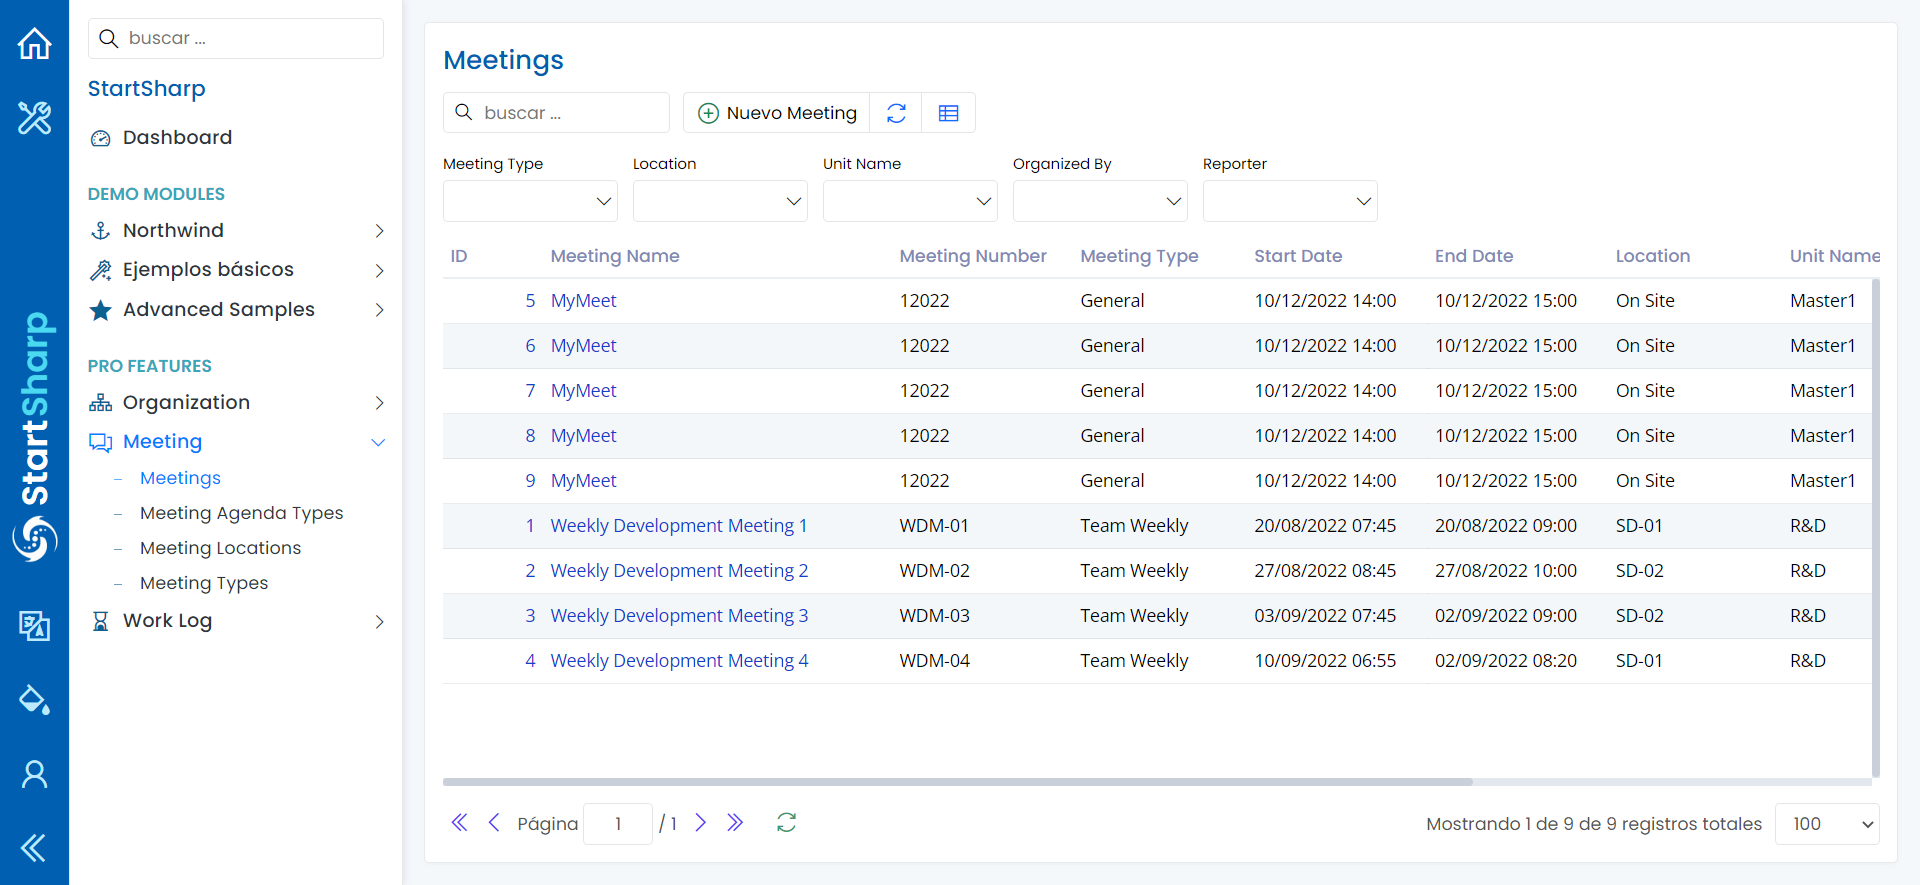 buscar ...
StartSharp
Dashboard
DEMO MODULES
Northwind
Ejemplos básicos
Advanced Samples
PRO FEATURES
Organization
Meeting
– Meetings
– Meeting Agenda Types
– Meeting Locations
– Meeting Types
Work Log
StartSharp
Meetings
buscar ...
Nuevo Meeting
Meeting Type Location Unit Name Organized By Reporter
ID Meeting Name Meeting Number Meeting Type Start Date End Date Location Unit Name
5 MyMeet 12022 General 10/12/2022 14:00 10/12/2022 15:00 On Site Master1
6 MyMeet 12022 General 10/12/2022 14:00 10/12/2022 15:00 On Site Master1
7 MyMeet 12022 General 10/12/2022 14:00 10/12/2022 15:00 On Site Master1
8 MyMeet 12022 General 10/12/2022 14:00 10/12/2022 15:00 On Site Master1
9 MyMeet 12022 General 10/12/2022 14:00 10/12/2022 15:00 On Site Master1
1 Weekly Development Meeting 1 WDM-01 Team Weekly 20/08/2022 07:45 20/08/2022 09:00 SD-01 R&D
2 Weekly Development Meeting 2 WDM-02 Team Weekly 27/08/2022 08:45 27/08/2022 10:00 SD-02 R&D
3 Weekly Development Meeting 3 WDM-03 Team Weekly 03/09/2022 07:45 02/09/2022 09:00 SD-02 R&D
4 Weekly Development Meeting 4 WDM-04 Team Weekly 10/09/2022 06:55 02/09/2022 08:20 SD-01 R&D
Página 1 / 1
Mostrando 1 de 9 de 9 registros totales 100